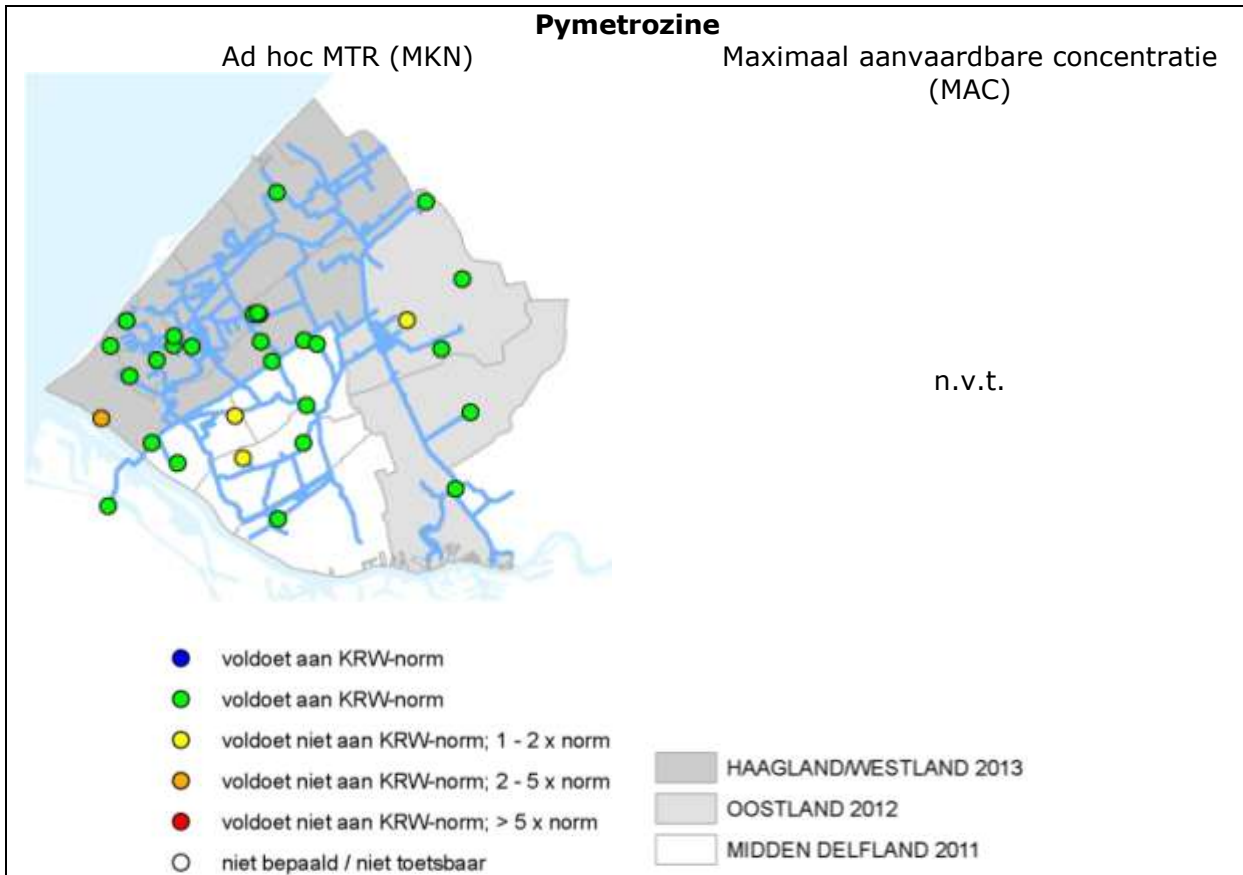 Pymetrozine
Ad hoc MTR (MKN)
Maximaal aanvaardbare concentratie
(MAC)
n.v.t.
voldoet aan KRW-norm
voldoet aan KRW-norm
voldoet niet aan KRW-norm; 1 - 2 x norm
voldoet niet aan KRW-norm; 2 - 5 x norm
voldoet niet aan KRW-norm; > 5 x norm
niet bepaald / niet toetsbaar
HAAGLAND/WESTLAND 2013
OOSTLAND 2012
MIDDEN DELFLAND 2011